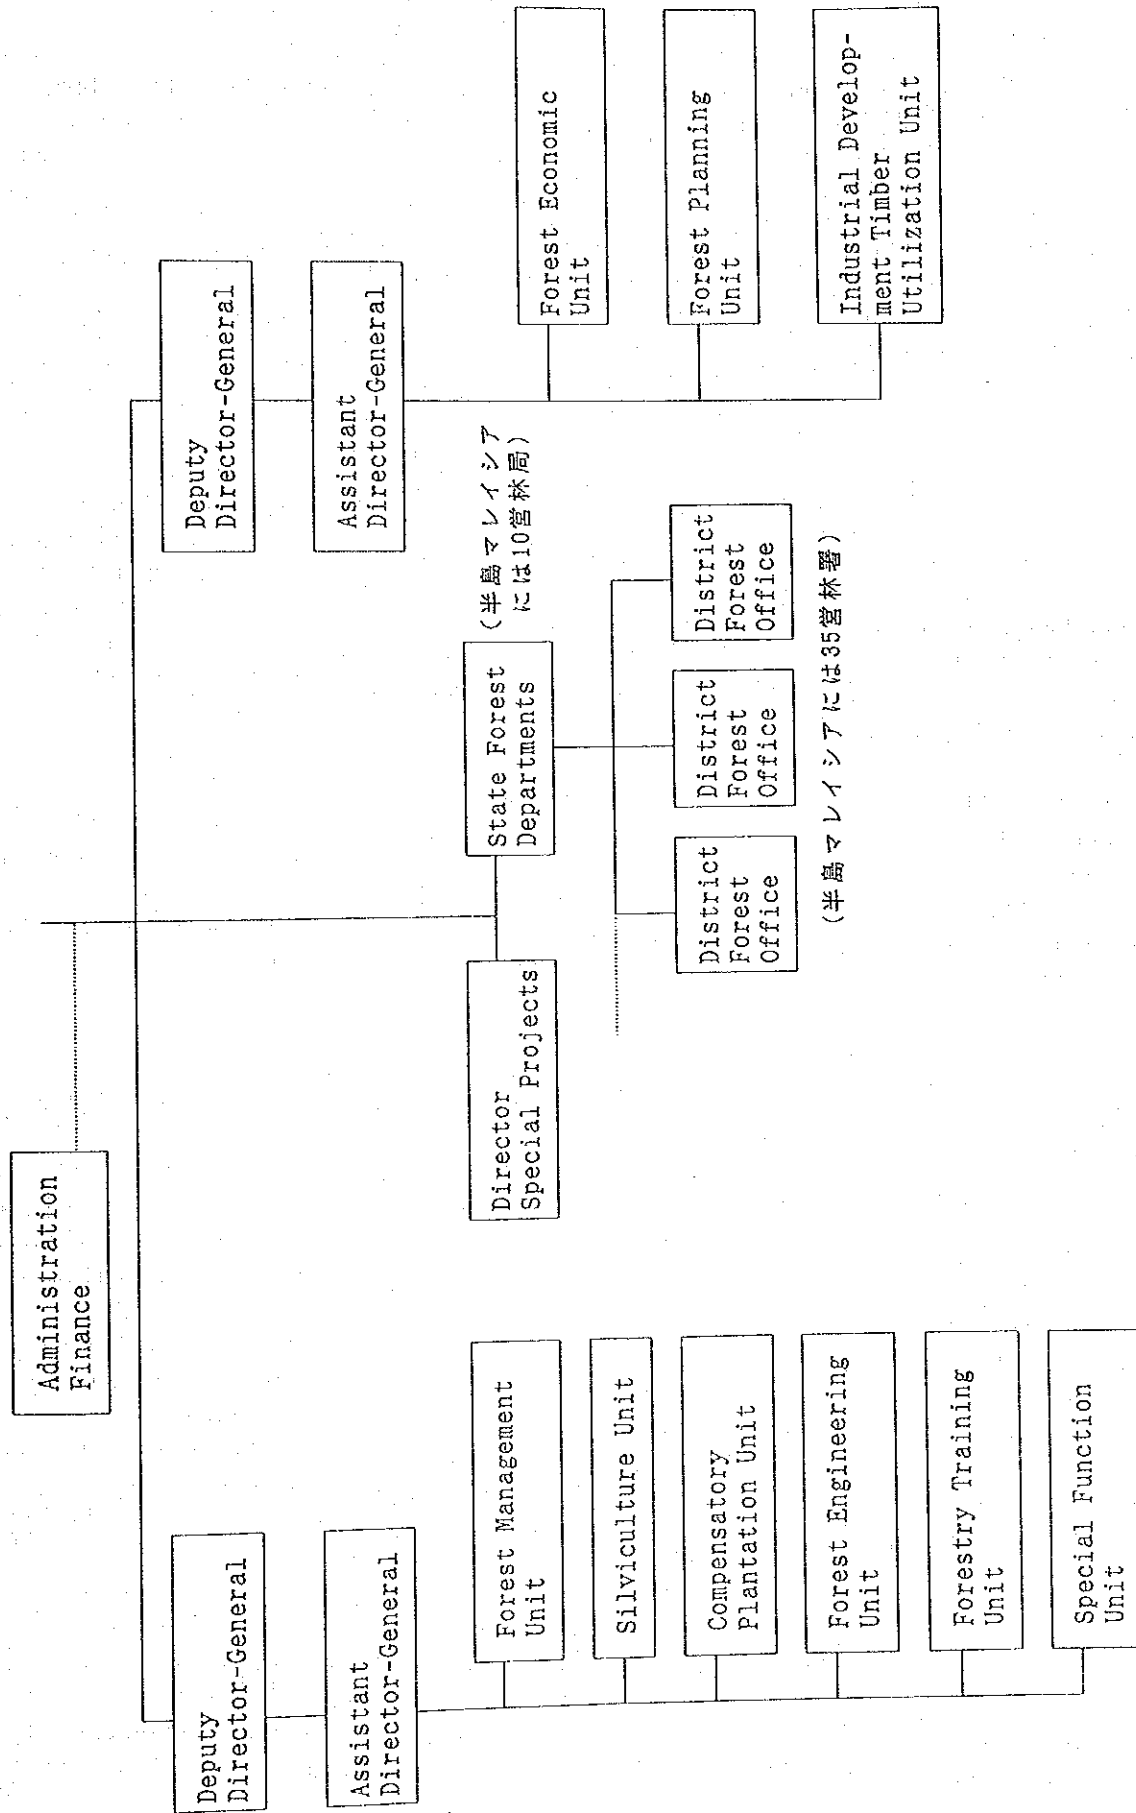 Administration
Finance
Deputy
Director-General
Assistant
Director-General
Forest Management
Unit
Silviculture Unit
Compensatory
Plantation Unit
Forest Engineering
Unit
Forestry Training
Unit
Special Function
Unit
Director
Special Projects
State Forest
Departments
(半島マレイシア
には10営林局)
District
Forest
Office
District
Forest
Office
District
Forest
Office
(半島マレイシアには35営林署)
Deputy
Director-General
Assistant
Director-General
Forest Economic
Unit
Forest Planning
Unit
Industrial Develop-
ment Timber
Utilization Unit